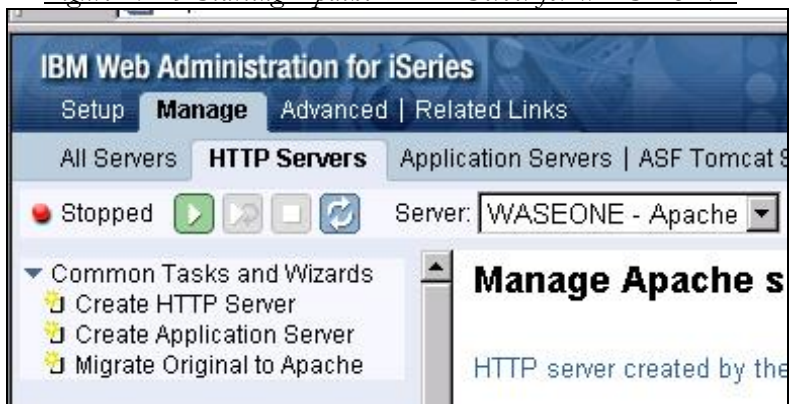 IBM Web Administration for iSeries
Setup Manage Advanced | Related Links
All Servers HTTP Servers Application Servers | ASF Tomcat S
Stopped Server: WASEONE - Apache
Common Tasks and Wizards
Create HTTP Server
Create Application Server
Migrate Original to Apache
Manage Apache s
HTTP server created by the